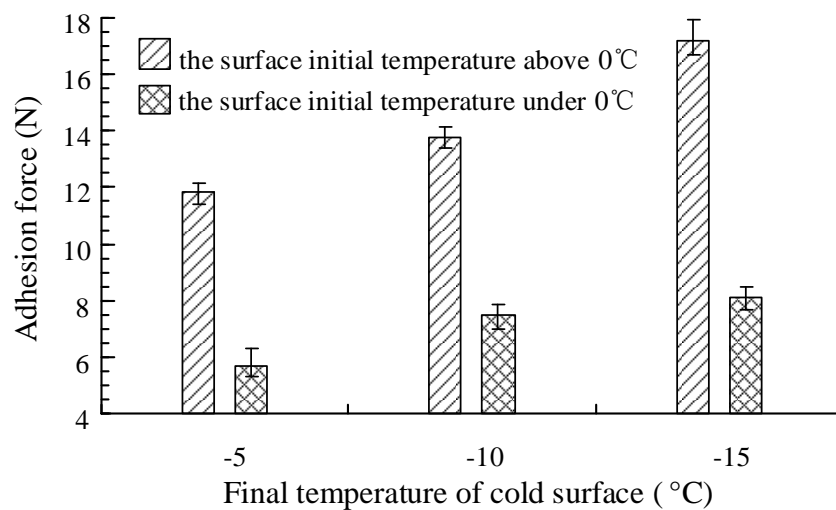 18
16
14
12
10
8
6
4
Adhesion force (N)
the surface initial temperature above 0℃
the surface initial temperature under 0℃
-5 -10 -15
Final temperature of cold surface ( °C)